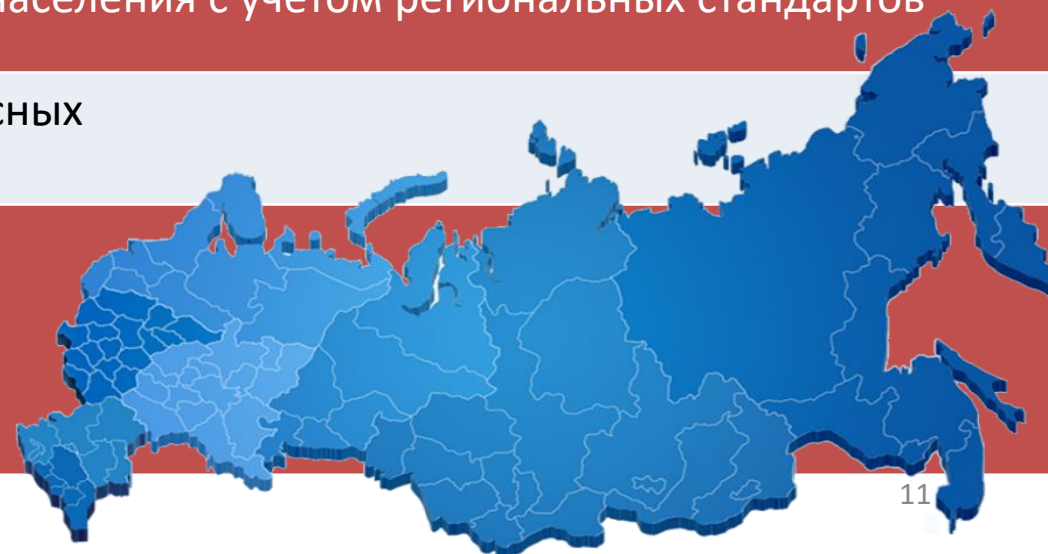 населения с учетом региональных стандартов
сных
11